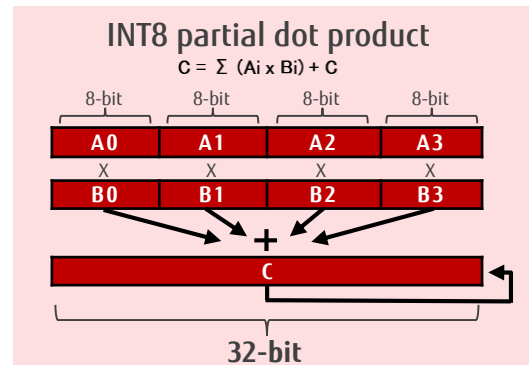 INT8 partial dot product
C = Σ (Ai x Bi) + C
8-bit 8-bit 8-bit 8-bit
A0 A1 A2 A3
X X X X
B0 B1 B2 B3
+
C
32-bit